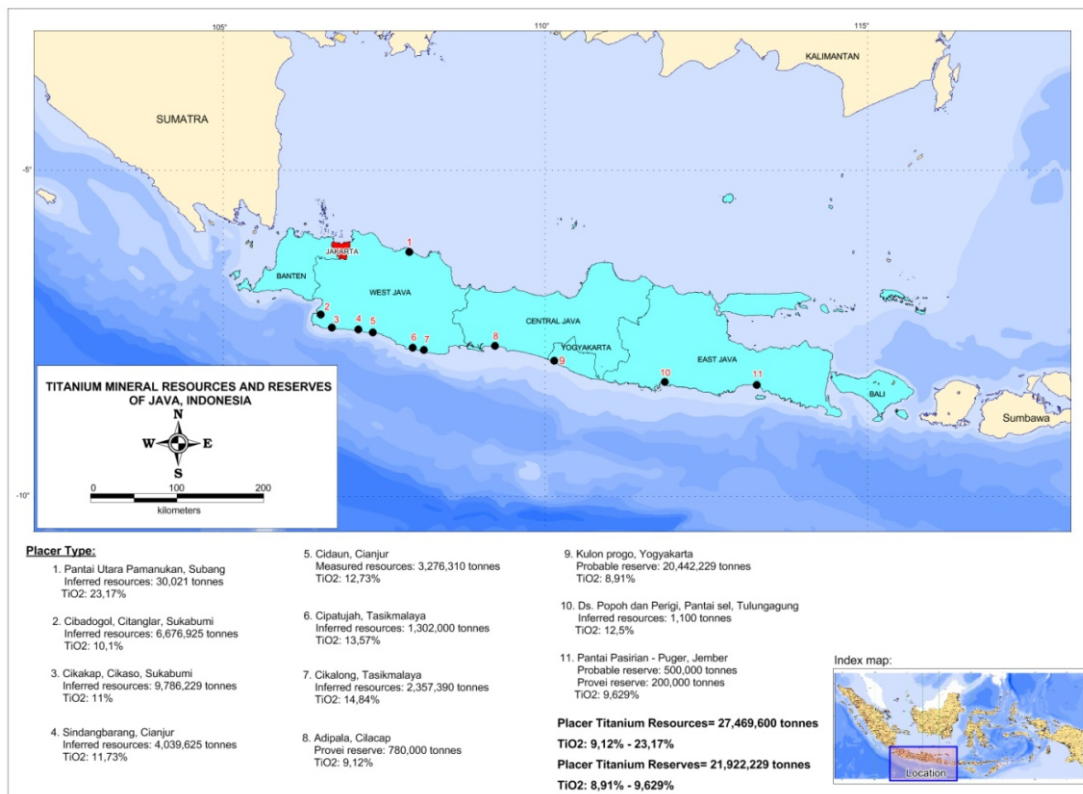 105°
110°
115°
KALIMANTAN
SUMATRA
-5°
1
JAKARTA
BANTEN
WEST JAVA
2
3
4
5
6
7
CENTRAL JAVA
8
YOGYAKARTA
9
EAST JAVA
10
11
BALI
Sumbawa
TITANIUM MINERAL RESOURCES AND RESERVES
OF JAVA, INDONESIA
N
W E
S
0 100 200
kilometers
-10°
Placer Type:
1. Pantai Utara Pamanukan, Subang
Inferred resources: 30,021 tonnes
TiO2: 23,17%
2. Cibadogol, Citanglar, Sukabumi
Inferred resources: 6,676,925 tonnes
TiO2: 10,1%
3. Cikakap, Cikaso, Sukabumi
Inferred resources: 9,786,229 tonnes
TiO2: 11%
4. Sindangbarang, Cianjur
Inferred resources: 4,039,625 tonnes
TiO2: 11,73%
5. Cidaun, Cianjur
Measured resources: 3,276,310 tonnes
TiO2: 12,73%
6. Cipatujah, Tasikmalaya
Inferred resources: 1,302,000 tonnes
TiO2: 13,57%
7. Cikalong, Tasikmalaya
Inferred resources: 2,357,390 tonnes
TiO2: 14,84%
8. Adipala, Cilacap
Provei reserve: 780,000 tonnes
TiO2: 9,12%
9. Kulon progo, Yogyakarta
Probable reserve: 20,442,229 tonnes
TiO2: 8,91%
10. Ds. Popoh dan Perigi, Pantai sel, Tulungagung
Inferred resources: 1,100 tonnes
TiO2: 12,5%
11. Pantai Pasirian - Puger, Jember
Probable reserve: 500,000 tonnes
Provei reserve: 200,000 tonnes
TiO2: 9,629%
Placer Titanium Resources= 27,469,600 tonnes
TiO2: 9,12% - 23,17%
Placer Titanium Reserves= 21,922,229 tonnes
TiO2: 8,91% - 9,629%
Index map:
Location